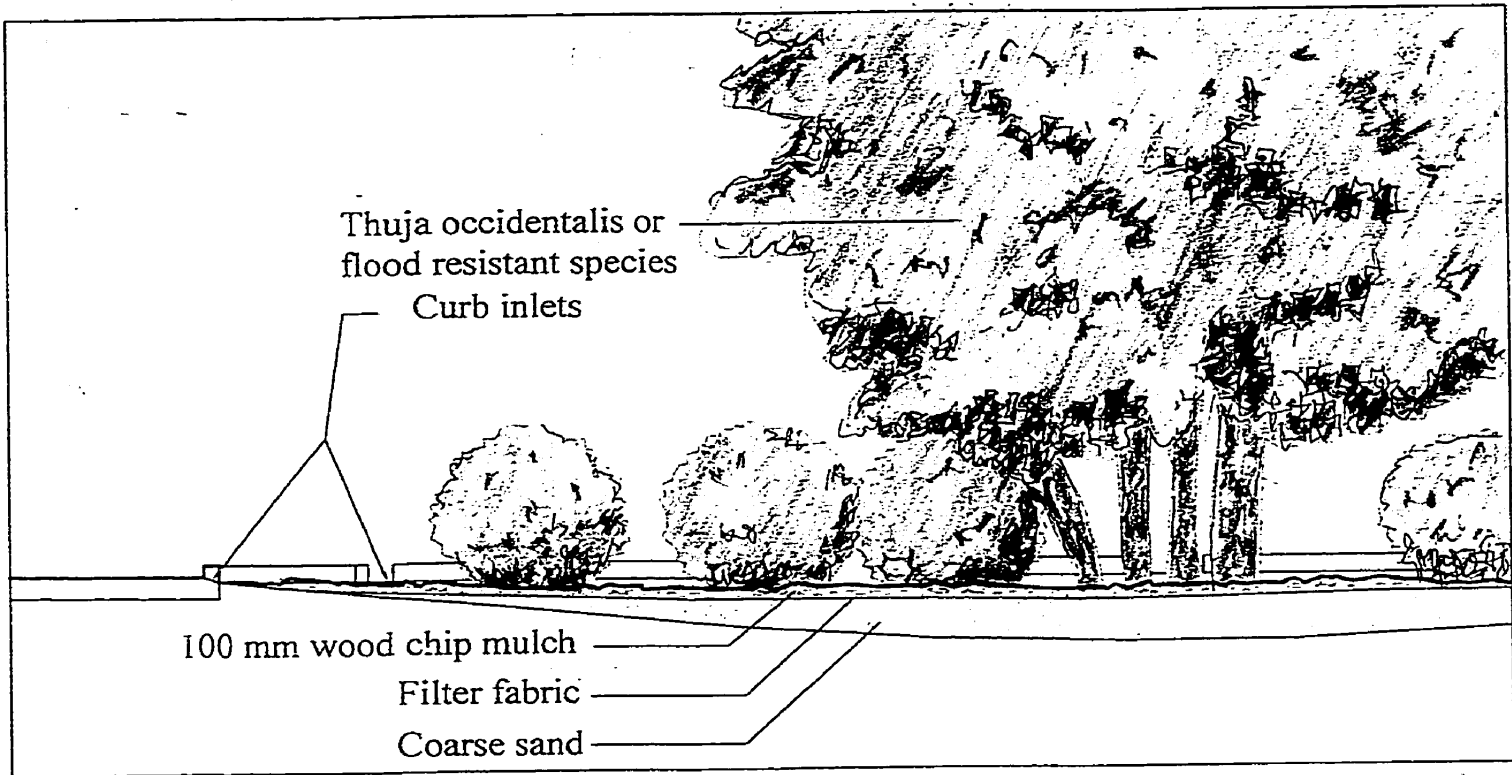 Thuja occidentalis or
flood resistant species
Curb inlets
100 mm wood chip mulch
Filter fabric
Coarse sand